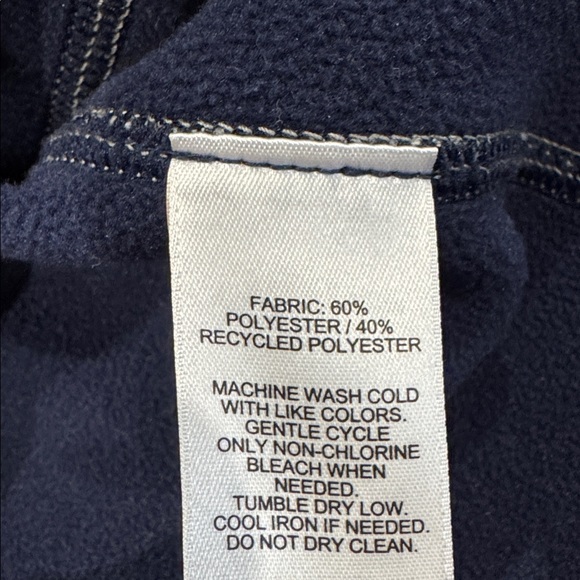 FABRIC: 60%
POLYESTER / 40%
RECYCLED POLYESTER
MACHINE WASH COLD
WITH LIKE COLORS.
GENTLE CYCLE
ONLY NON-CHLORINE
BLEACH WHEN
NEEDED.
TUMBLE DRY LOW.
COOL IRON IF NEEDED.
DO NOT DRY CLEAN.